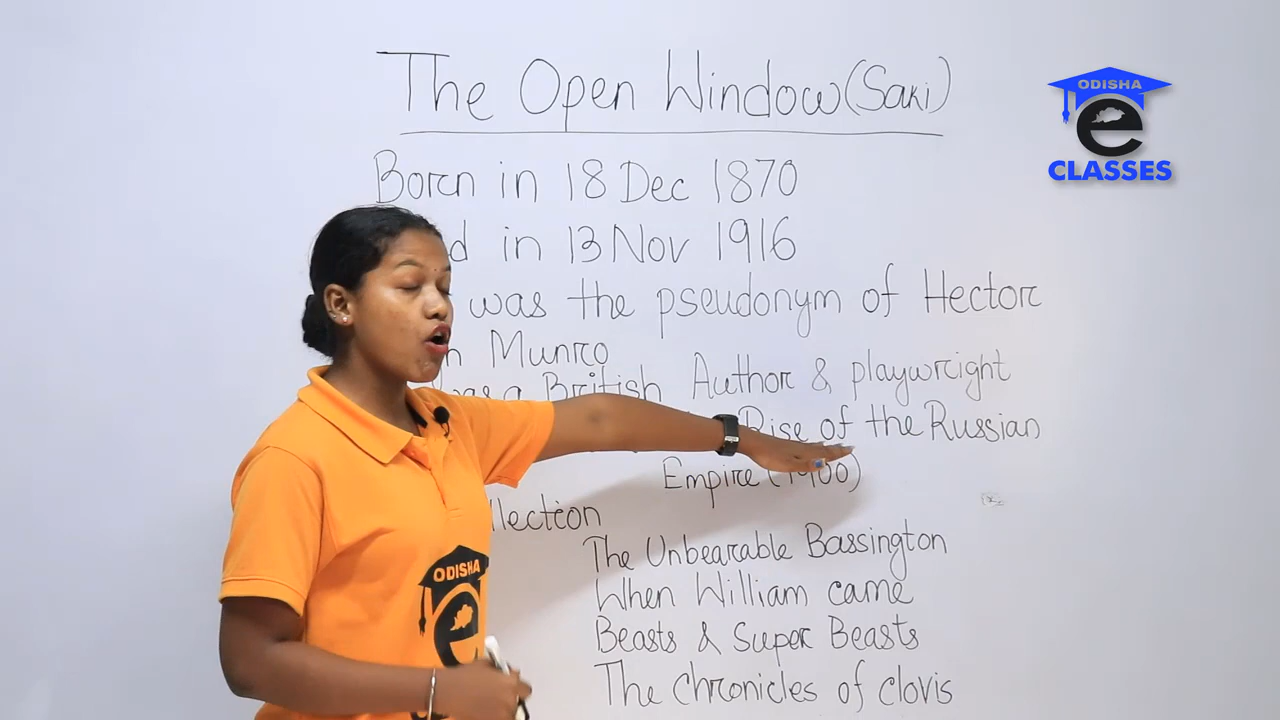 The Open Window (Saki)
ODISHA
e
CLASSES
Born in 18 Dec 1870
in 13 Nov 1916
was the pseudonym of Hector
Munro
a British Author & playwright
Rise of the Russian
Empire (1900)
The Unbearable Bassington
When William came
Beasts & Super Beasts
The chronicles of clovis
ODISHA
e